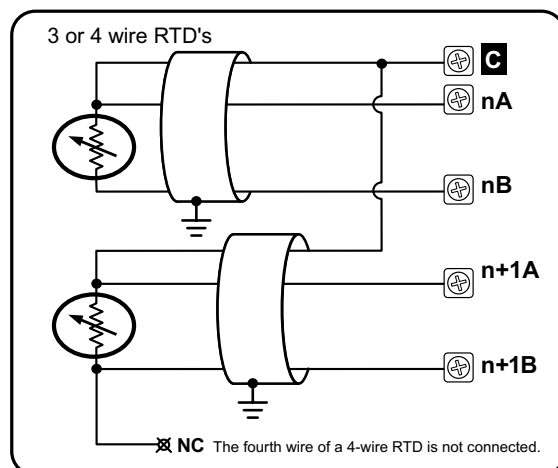 3 or 4 wire RTD's
C
nA
nB
n+1A
n+1B
NC The fourth wire of a 4-wire RTD is not connected.